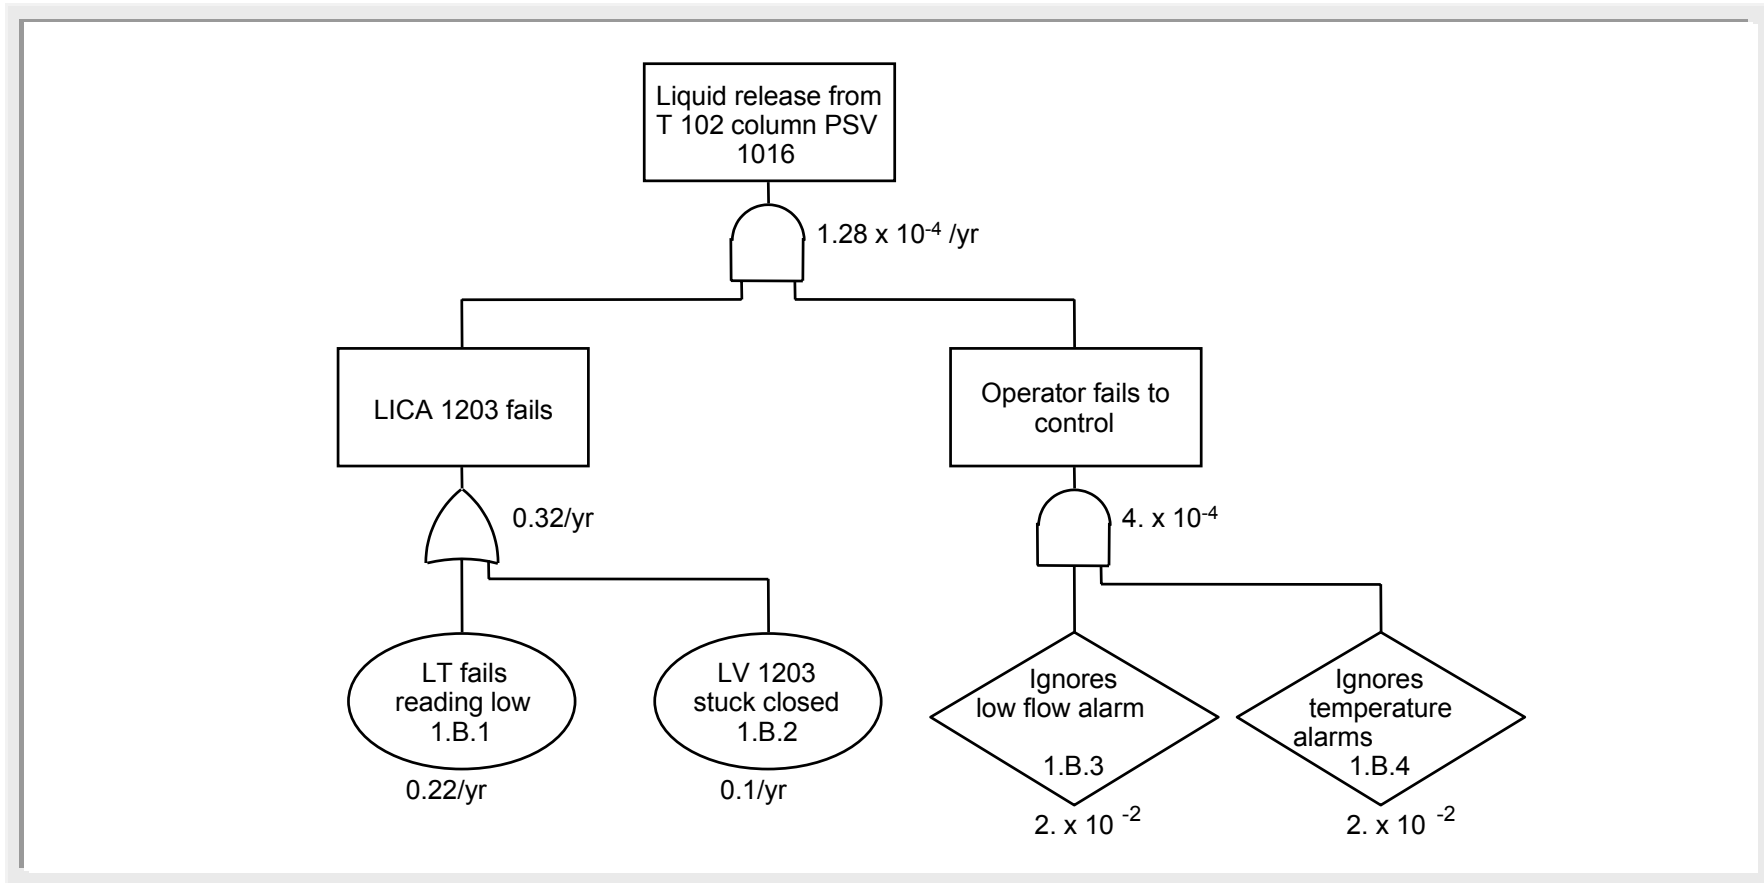 Liquid release from
T 102 column PSV
1016
1.28 x 10-4 /yr
LICA 1203 fails
Operator fails to
control
0.32/yr
4. x 10-4
LT fails
reading low
1.B.1
LV 1203
stuck closed
1.B.2
Ignores
low flow alarm
1.B.3
Ignores
temperature
alarms
1.B.4
0.22/yr
0.1/yr
2. x 10 -2
2. x 10 -2